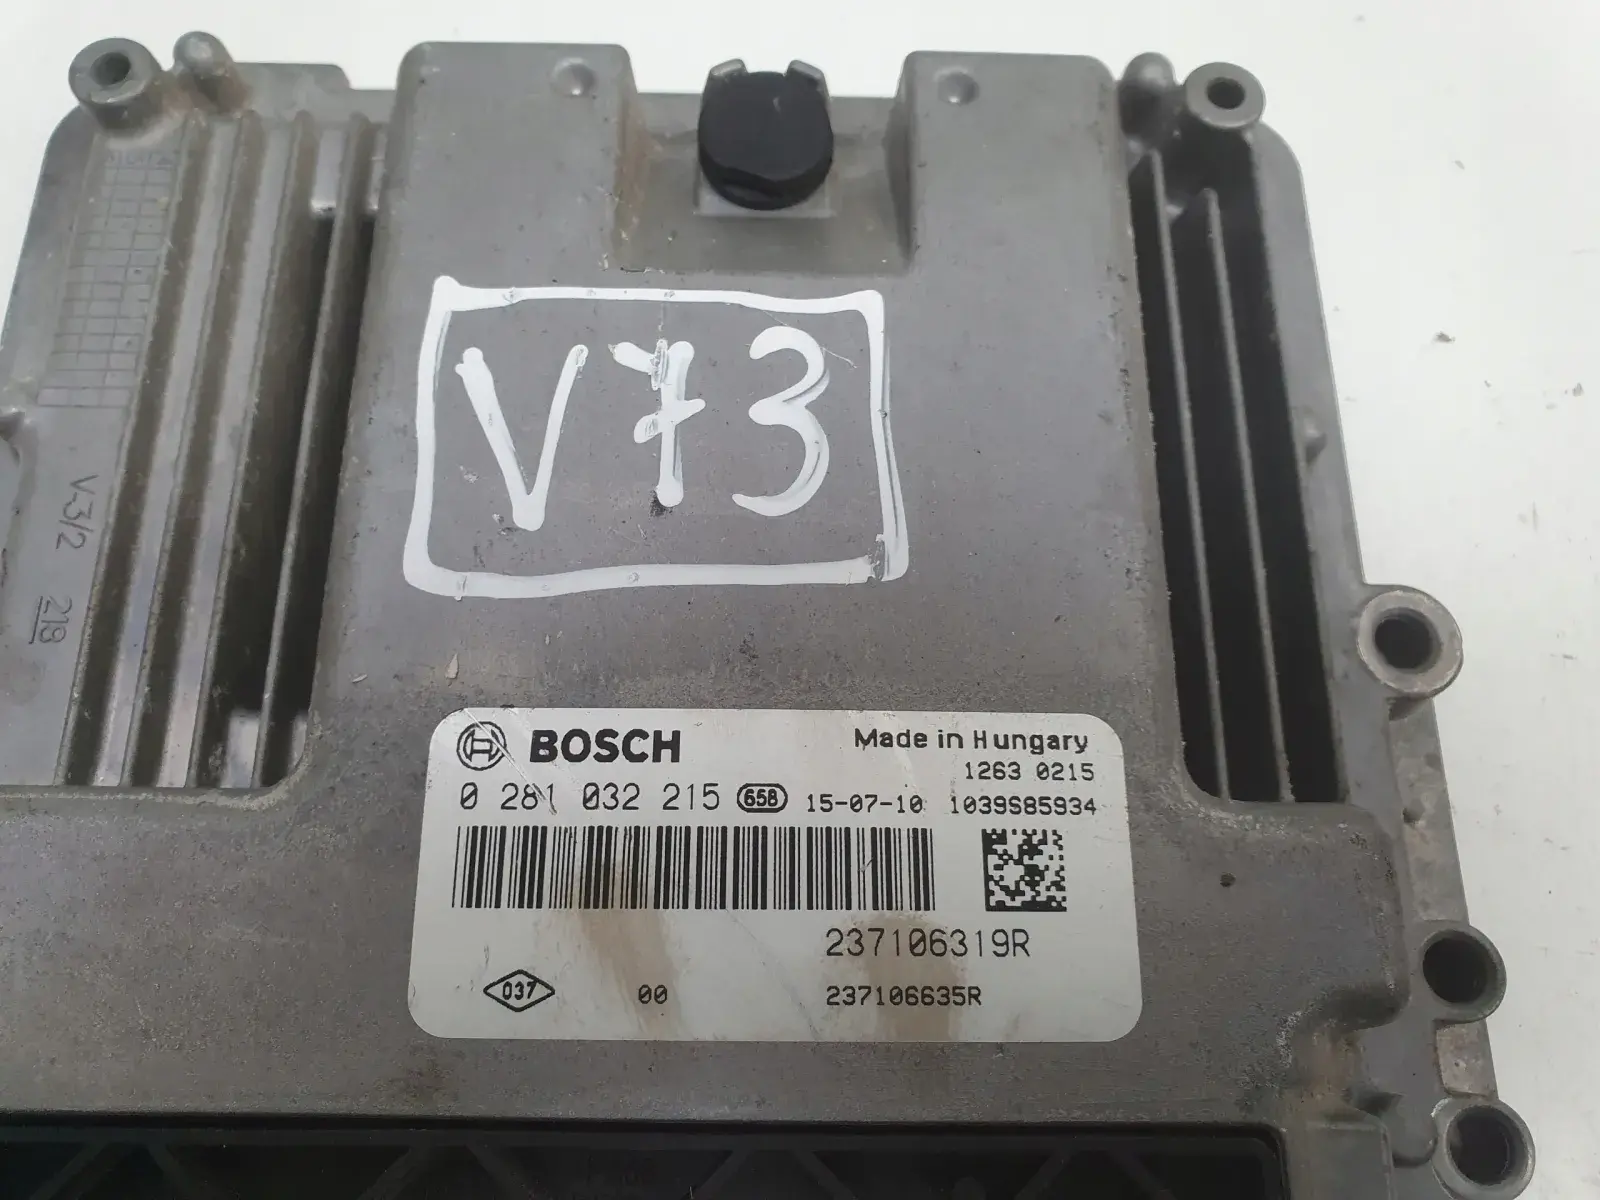 V73
V-3/2 218
BOSCH
Made in Hungary
1263 0215
0 281 032 215 658 15-07-10 1039S85934
237106319R
037 00 237106635R